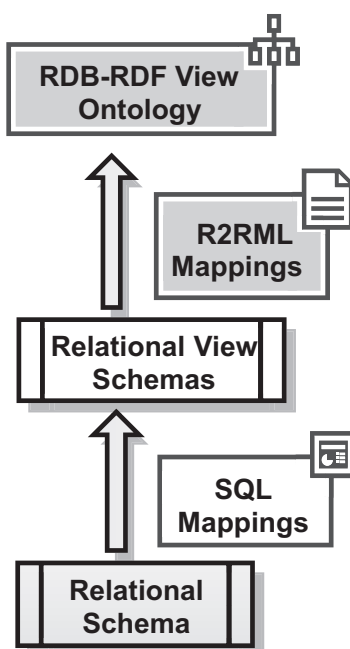 RDB-RDF View
Ontology
R2RML
Mappings
Relational View
Schemas
SQL
Mappings
Relational
Schema